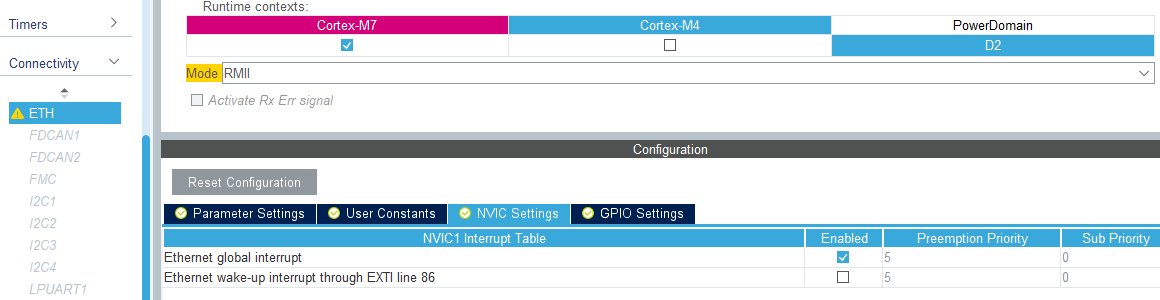 Timers
Connectivity
ETH
FDCAN1
FDCAN2
FMC
I2C1
I2C2
I2C3
I2C4
LPUART1
Runtime contexts:
Cortex-M7 Cortex-M4 PowerDomain
D2
Mode RMII
Activate Rx Err signal
Configuration
Reset Configuration
Parameter Settings User Constants NVIC Settings GPIO Settings
NVIC1 Interrupt Table Enabled Preemption Priority Sub Priority
Ethernet global interrupt 5 0
Ethernet wake-up interrupt through EXTI line 86 5 0